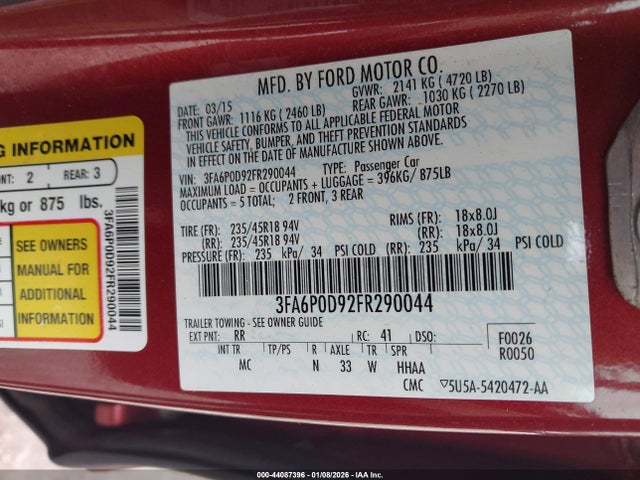 MFD. BY FORD MOTOR CO.
DATE: 03/15 GVWR: 2141 KG ( 4720 LB)
FRONT GAWR: 1116 KG ( 2460 LB) REAR GAWR: 1030 KG ( 2270 LB)
THIS VEHICLE CONFORMS TO ALL APPLICABLE FEDERAL MOTOR
VEHICLE SAFETY, BUMPER, AND THEFT PREVENTION STANDARDS
IN EFFECT ON THE DATE OF MANUFACTURE SHOWN ABOVE.
VIN: 3FA6P0D92FR290044 TYPE: Passenger Car
MAXIMUM LOAD = OCCUPANTS + LUGGAGE = 396KG/ 875LB
OCCUPANTS = 5 TOTAL; 2 FRONT, 3 REAR
TIRE (FR): 235/45R18 94V RIMS (FR): 18x8.0J
(RR): 235/45R18 94V (RR): 18x8.0J
PRESSURE (FR): 235 kPa/ 34 PSI COLD (RR): 235 kPa/ 34 PSI COLD
3FA6P0D92FR290044
TRAILER TOWING - SEE OWNER GUIDE
EXT PNT: RR RC: 41 DSO:
F0026
R0050
INT TR TP/PS R AXLE TR SPR
MC N 33 W HHAA
CMC ▽5U5A-5420472-AA
G INFORMATION
NT: 2 REAR: 3
kg or 875 lbs.
SEE OWNERS
MANUAL FOR
ADDITIONAL
INFORMATION
3FA6P0D92FR290044
000-44087396 - 01/08/2026 - IAA Inc.